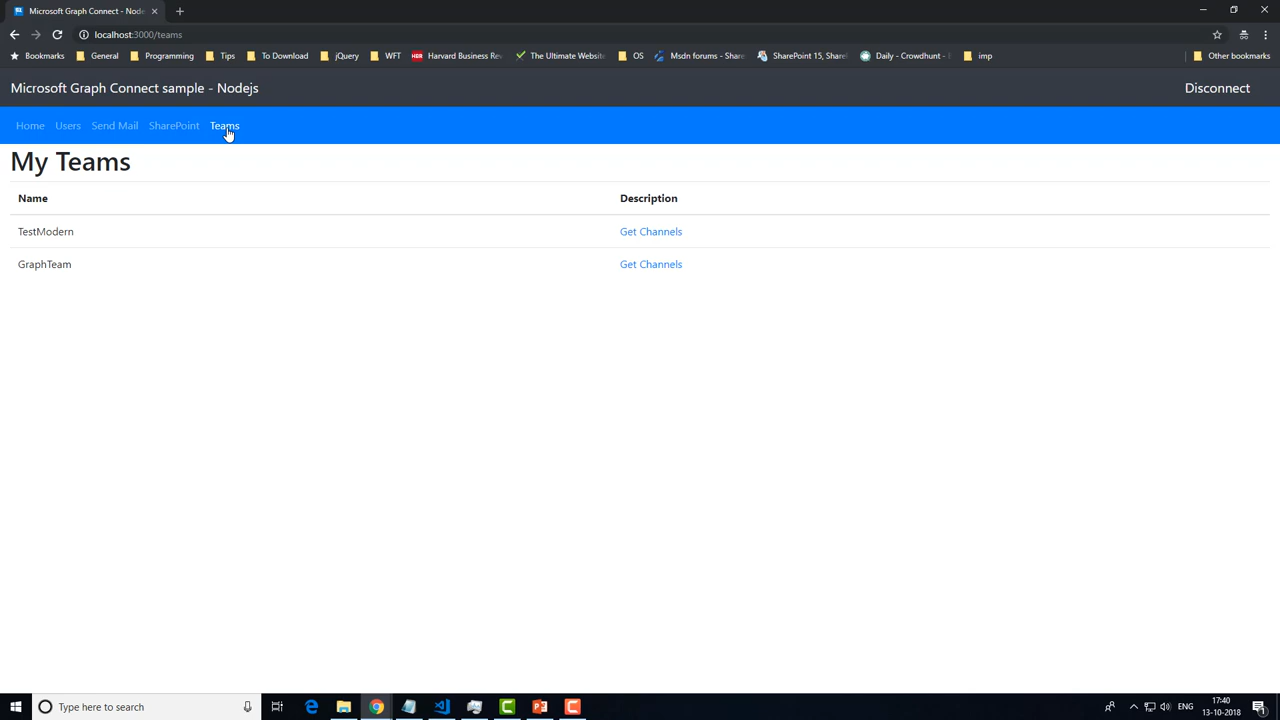 Microsoft Graph Connect - Node
localhost:3000/teams
Bookmarks General Programming Tips To Download jQuery WFT Harvard Business Re The Ultimate Website OS Msdn forums - Share SharePoint 15, Share Daily - Crowdhunt - imp Other bookmarks
Microsoft Graph Connect sample - Nodejs Disconnect
Home Users Send Mail SharePoint Teams
My Teams
Name Description
TestModern Get Channels
GraphTeam Get Channels
Type here to search ENG 17:40
13-10-2018